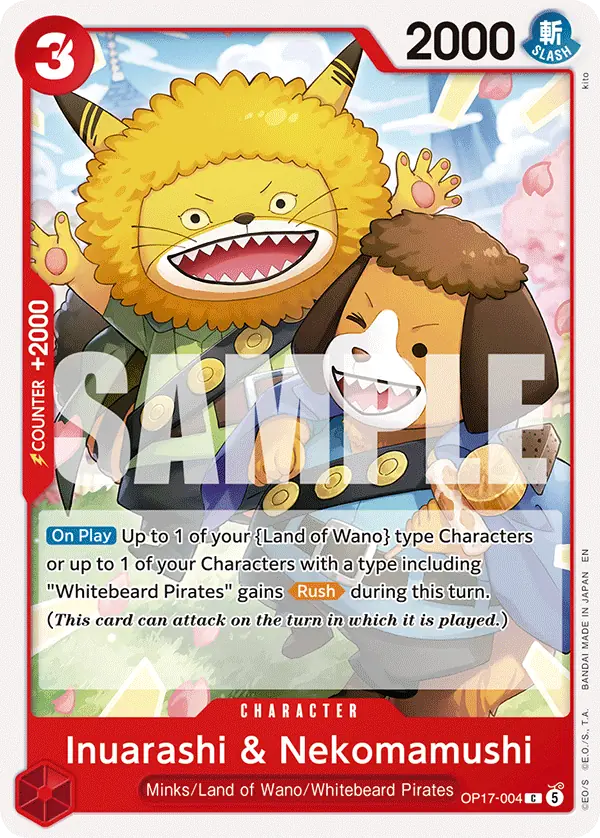 3
2000
斬
SLASH
kito
COUNTER +2000
SAMPLE
On Play Up to 1 of your {Land of Wano} type Characters
or up to 1 of your Characters with a type including
"Whitebeard Pirates" gains Rush during this turn.
(This card can attack on the turn in which it is played.)
CHARACTER
Inuarashi & Nekomamushi
Minks/Land of Wano/Whitebeard Pirates
OP17-004 C 5
©EO/S ©E.O./S., T.A. BANDAI MADE IN JAPAN EN